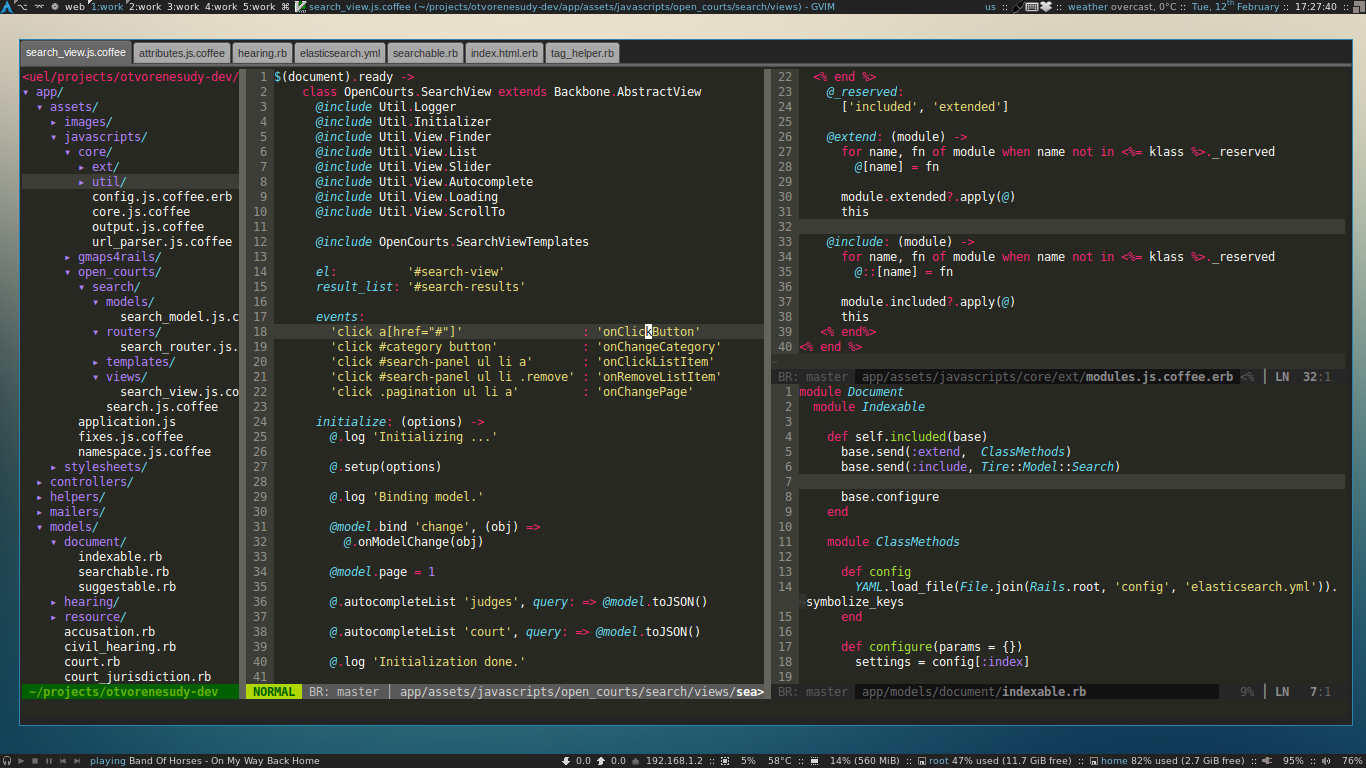 web 1:work 2:work 3:work 4:work 5:work ⌘ search_view.js.coffee (~/projects/otvorenesudy-dev/app/assets/javascripts/open_courts/search/views) - GVIM us :: :: weather overcast, 0°C :: Tue, 12th February :: 17:27:40 ::
search_view.js.coffee attributes.js.coffee hearing.rb elasticsearch.yml searchable.rb index.html.erb tag_helper.rb
<uel/projects/otvorenesudy-dev/
▾ app/
▾ assets/
▸ images/
▾ javascripts/
▾ core/
▸ ext/
▸ util/
config.js.coffee.erb
core.js.coffee
output.js.coffee
url_parser.js.coffee
▸ gmaps4rails/
▾ open_courts/
▾ search/
▾ models/
search_model.js.c
▾ routers/
search_router.js.
▸ templates/
▾ views/
search_view.js.co
search.js.coffee
application.js
fixes.js.coffee
namespace.js.coffee
▸ stylesheets/
▸ controllers/
▸ helpers/
▸ mailers/
▾ models/
▾ document/
indexable.rb
searchable.rb
suggestable.rb
▸ hearing/
▸ resource/
accusation.rb
civil_hearing.rb
court.rb
court_jurisdiction.rb
~/projects/otvorenesudy-dev
1 $(document).ready ->
2 class OpenCourts.SearchView extends Backbone.AbstractView
3 @include Util.Logger
4 @include Util.Initializer
5 @include Util.View.Finder
6 @include Util.View.List
7 @include Util.View.Slider
8 @include Util.View.Autocomplete
9 @include Util.View.Loading
10 @include Util.View.ScrollTo
11
12 @include OpenCourts.SearchViewTemplates
13
14 el: '#search-view'
15 result_list: '#search-results'
16
17 events:
18 'click a[href="#"]' : 'onClickButton'
19 'click #category button' : 'onChangeCategory'
20 'click #search-panel ul li a' : 'onClickListItem'
21 'click #search-panel ul li .remove' : 'onRemoveListItem'
22 'click .pagination ul li a' : 'onChangePage'
23
24 initialize: (options) ->
25 @.log 'Initializing ...'
26
27 @.setup(options)
28
29 @.log 'Binding model.'
30
31 @model.bind 'change', (obj) =>
32 @.onModelChange(obj)
33
34 @model.page = 1
35
36 @.autocompleteList 'judges', query: => @model.toJSON()
37
38 @.autocompleteList 'court', query: => @model.toJSON()
39
40 @.log 'Initialization done.'
41
NORMAL BR: master | app/assets/javascripts/open_courts/search/views/sea>
22 <% end %>
23 @_reserved:
24 ['included', 'extended']
25
26 @extend: (module) ->
27 for name, fn of module when name not in <%= klass %>._reserved
28 @[name] = fn
29
30 module.extended?.apply(@)
31 this
32
33 @include: (module) ->
34 for name, fn of module when name not in <%= klass %>._reserved
35 @::[name] = fn
36
37 module.included?.apply(@)
38 this
39 <% end%>
40 <% end %>
~
BR: master app/assets/javascripts/core/ext/modules.js.coffee.erb <% | LN 32:1
1 module Document
2 module Indexable
3
4 def self.included(base)
5 base.send(:extend, ClassMethods)
6 base.send(:include, Tire::Model::Search)
7
8 base.configure
9 end
10
11 module ClassMethods
12
13 def config
14 YAML.load_file(File.join(Rails.root, 'config', 'elasticsearch.yml')).
symbolize_keys
15 end
16
17 def configure(params = {})
18 settings = config[:index]
19
BR: master app/models/document/indexable.rb 9% | LN 7:1
playing Band Of Horses - On My Way Back Home 0.0 0.0 192.168.1.2 :: 5% 58°C :: 14% (560 MiB) :: root 47% used (11.7 GiB free) :: home 82% used (2.7 GiB free) :: 95% :: 76%